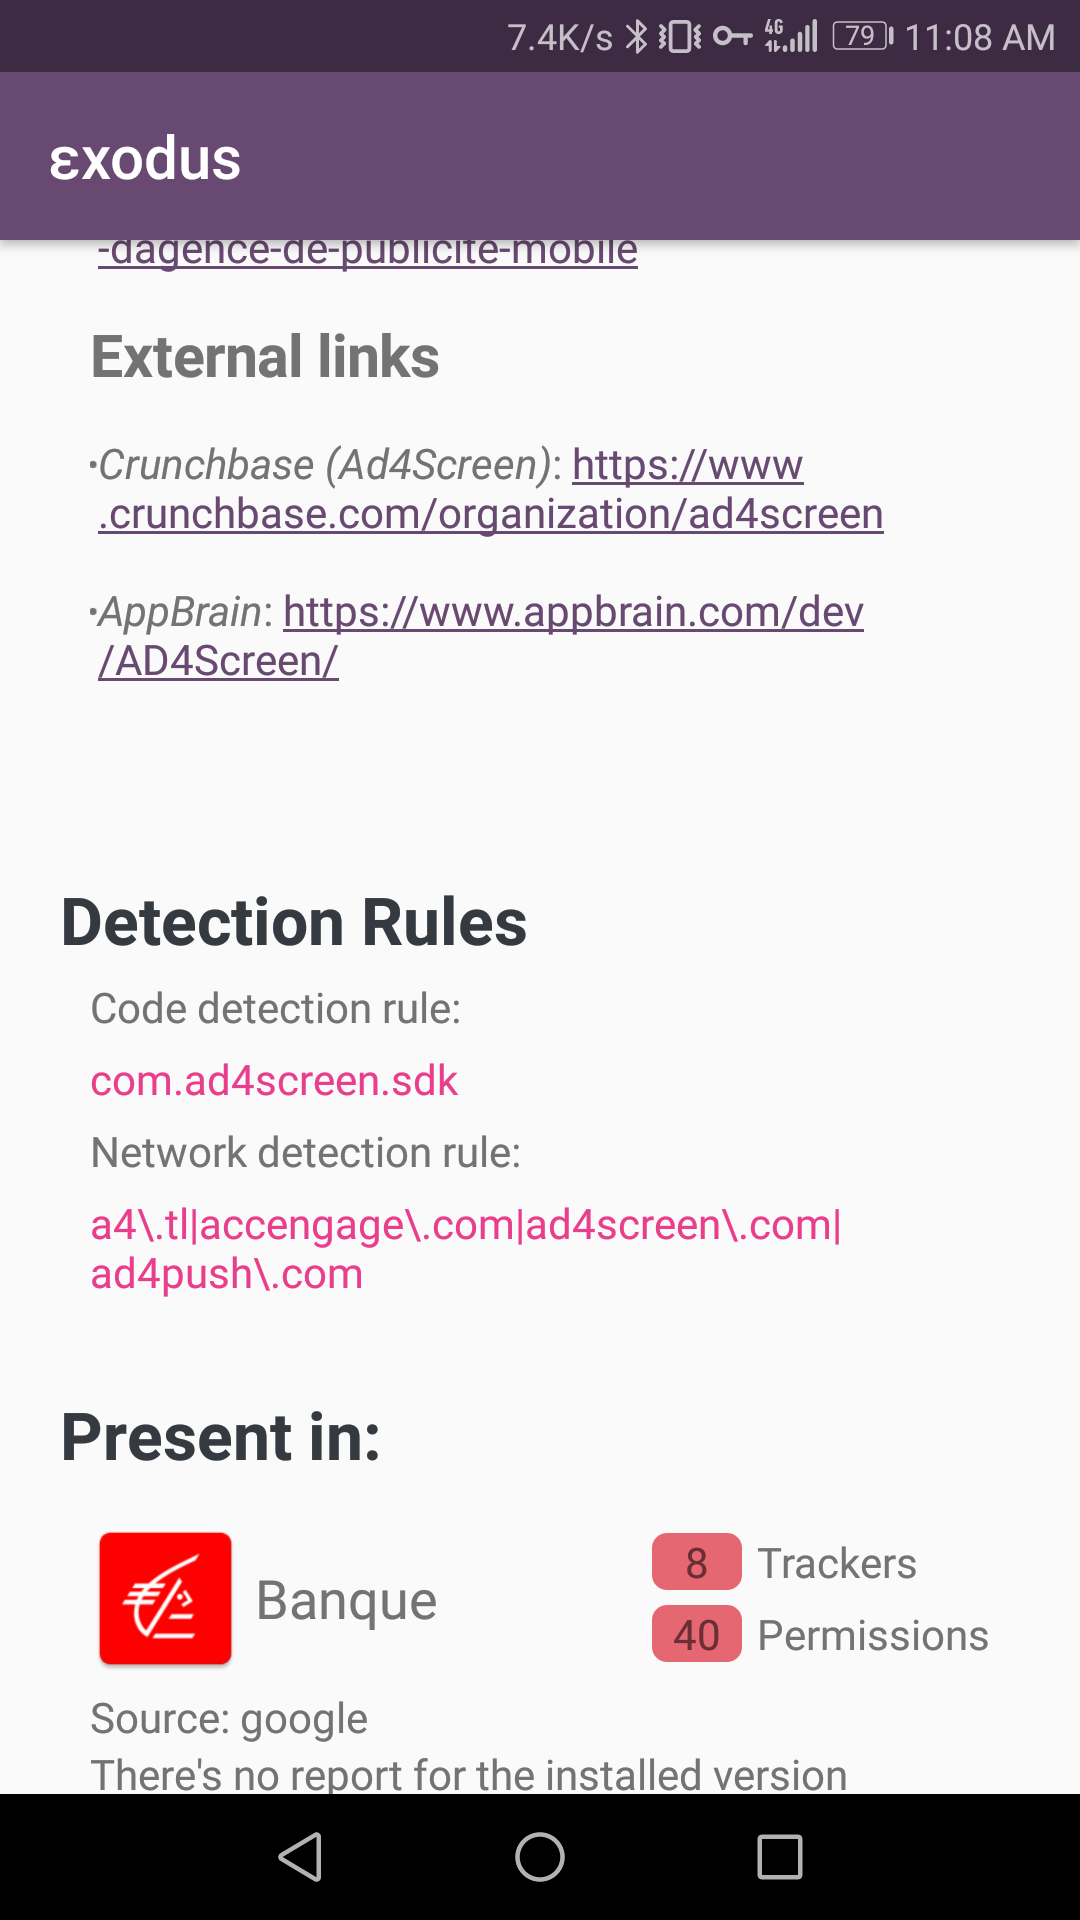 7.4K/s 4G 79 11:08 AM
εxodus
-dagence-de-publicite-mobile
External links
•Crunchbase (Ad4Screen): https://www
.crunchbase.com/organization/ad4screen
•AppBrain: https://www.appbrain.com/dev
/AD4Screen/
Detection Rules
Code detection rule:
com.ad4screen.sdk
Network detection rule:
a4\.tl|accengage\.com|ad4screen\.com|
ad4push\.com
Present in:
Banque
8 Trackers
40 Permissions
Source: google
There's no report for the installed version